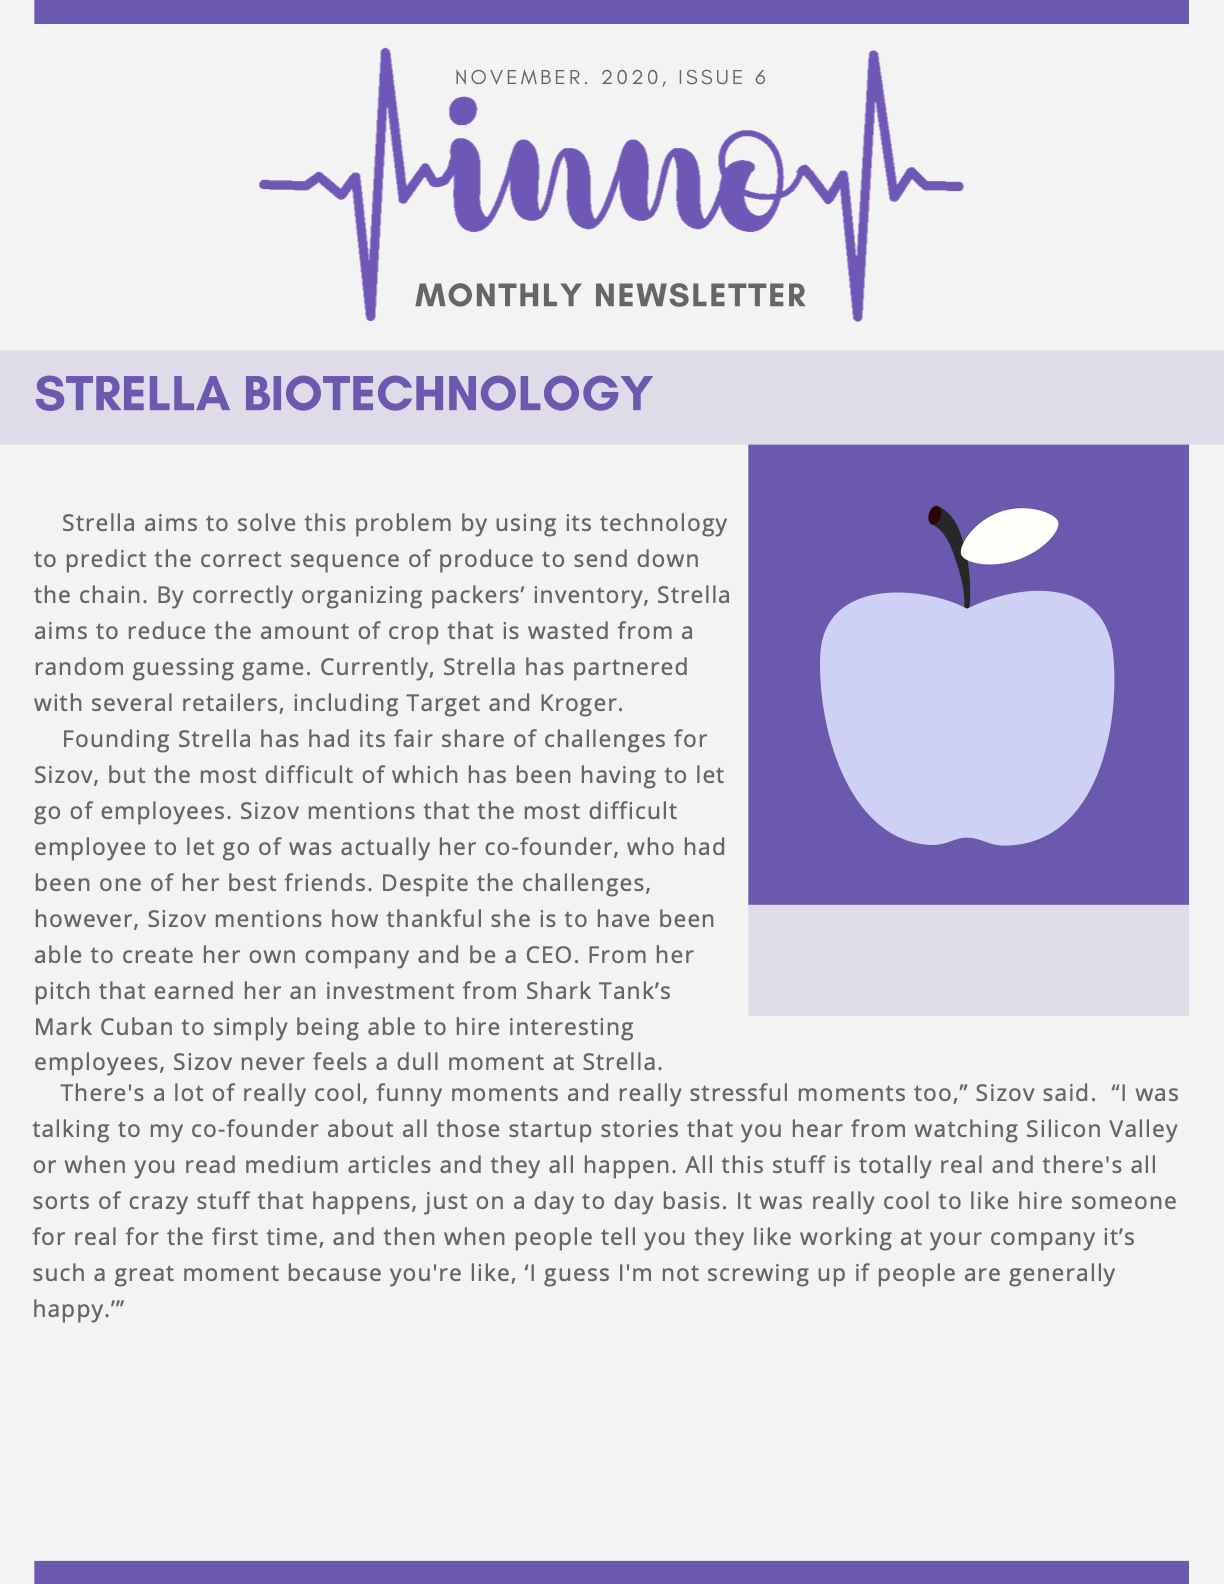 NOVEMBER. 2020, ISSUE 6
inno
MONTHLY NEWSLETTER
STRELLA BIOTECHNOLOGY
Strella aims to solve this problem by using its technology
to predict the correct sequence of produce to send down
the chain. By correctly organizing packers’ inventory, Strella
aims to reduce the amount of crop that is wasted from a
random guessing game. Currently, Strella has partnered
with several retailers, including Target and Kroger.
Founding Strella has had its fair share of challenges for
Sizov, but the most difficult of which has been having to let
go of employees. Sizov mentions that the most difficult
employee to let go of was actually her co-founder, who had
been one of her best friends. Despite the challenges,
however, Sizov mentions how thankful she is to have been
able to create her own company and be a CEO. From her
pitch that earned her an investment from Shark Tank’s
Mark Cuban to simply being able to hire interesting
employees, Sizov never feels a dull moment at Strella.
There's a lot of really cool, funny moments and really stressful moments too,” Sizov said.  “I was
talking to my co-founder about all those startup stories that you hear from watching Silicon Valley
or when you read medium articles and they all happen. All this stuff is totally real and there's all
sorts of crazy stuff that happens, just on a day to day basis. It was really cool to like hire someone
for real for the first time, and then when people tell you they like working at your company it’s
such a great moment because you're like, ‘I guess I'm not screwing up if people are generally
happy.’”